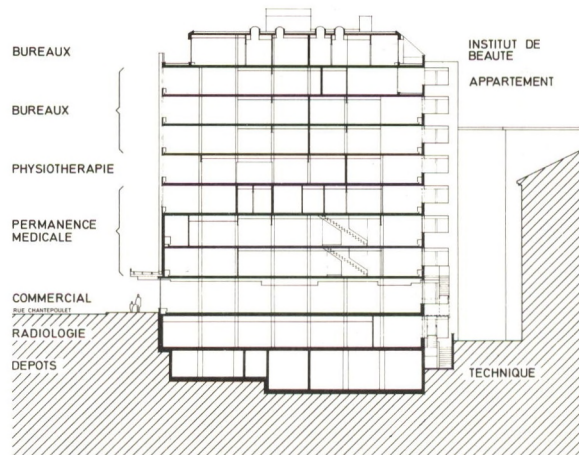 BUREAUX
BUREAUX
PHYSIOTHERAPIE
PERMANENCE
MEDICALE
COMMERCIAL
RUE CHANTEPOULET
RADIOLOGIE
DEPOTS
INSTITUT DE
BEAUTE
APPARTEMENT
TECHNIQUE